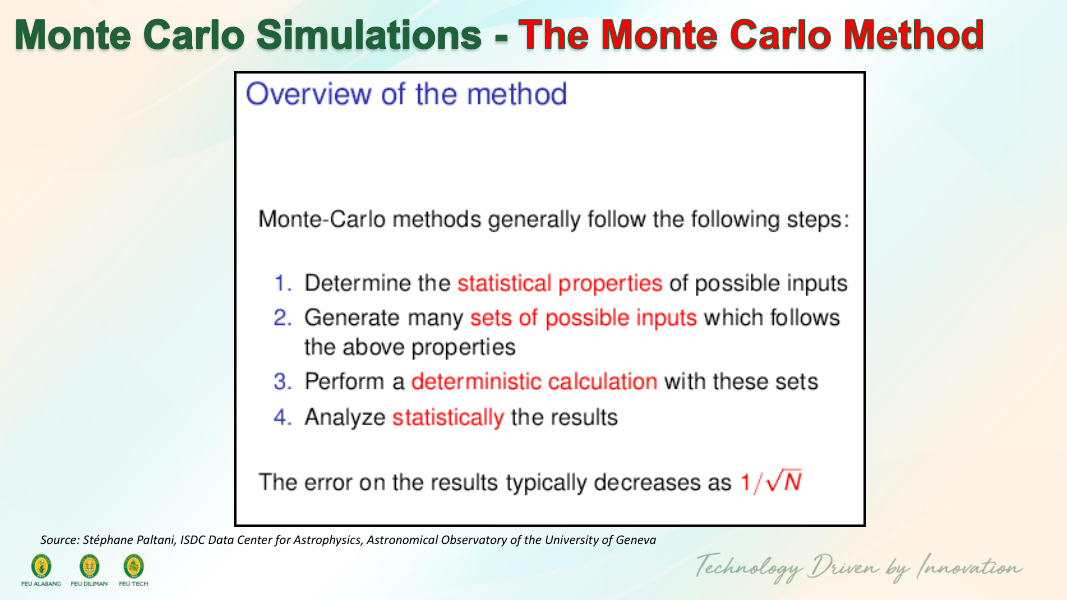 Monte Carlo Simulations - The Monte Carlo Method
Overview of the method
Monte-Carlo methods generally follow the following steps:
1. Determine the statistical properties of possible inputs
2. Generate many sets of possible inputs which follows
the above properties
3. Perform a deterministic calculation with these sets
4. Analyze statistically the results
The error on the results typically decreases as 1/√N
Source: Stéphane Paltani, ISDC Data Center for Astrophysics, Astronomical Observatory of the University of Geneva
FEU ALABANG FEU DILIMAN FEU TECH
Technology Driven by Innovation